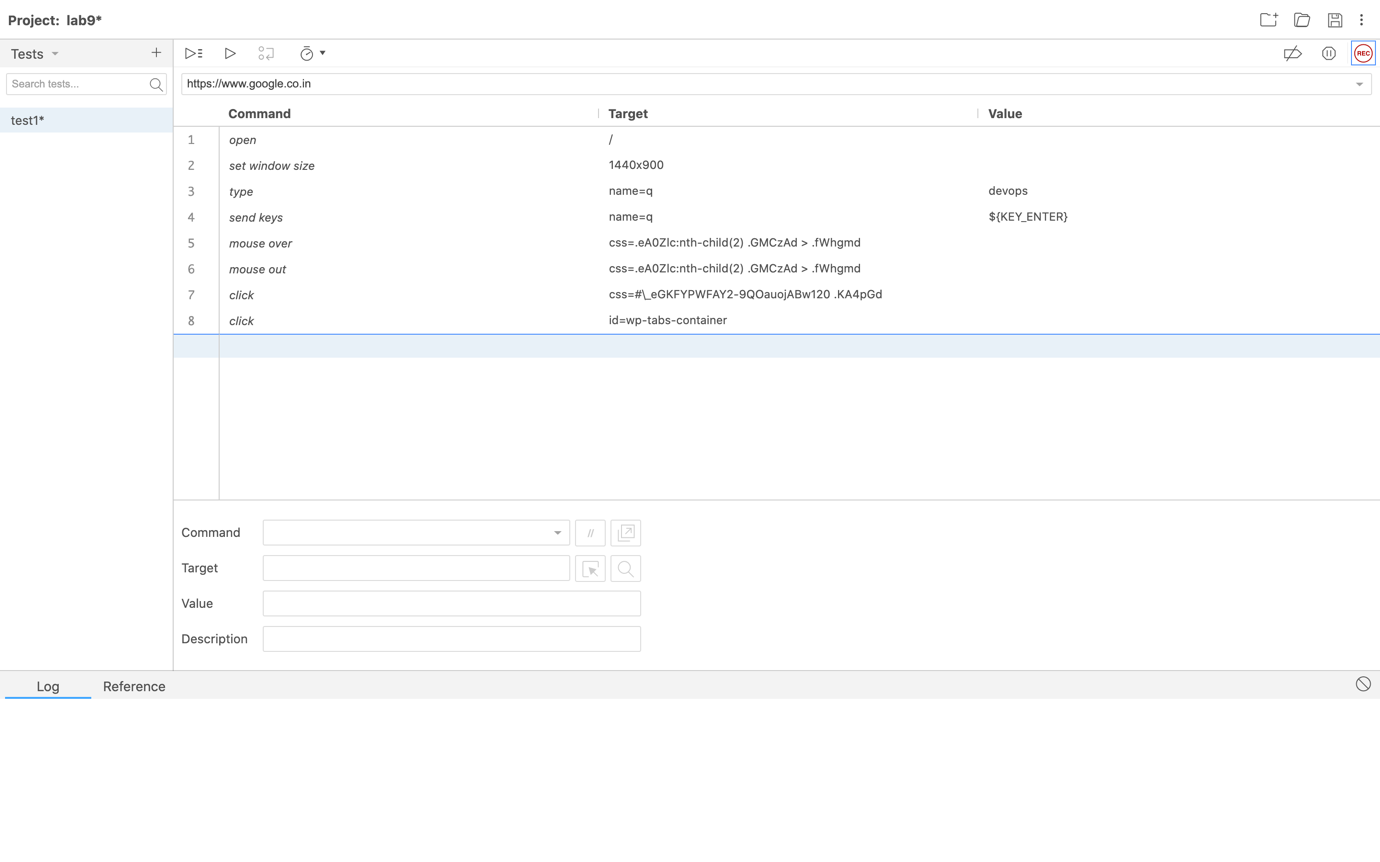 Project: lab9*
Tests
Search tests...
test1*
REC
https://www.google.co.in
Command Target Value
1 open /
2 set window size 1440x900
3 type name=q devops
4 send keys name=q ${KEY_ENTER}
5 mouse over css=.eA0Zlc:nth-child(2) .GMCzAd > .fWhgmd
6 mouse out css=.eA0Zlc:nth-child(2) .GMCzAd > .fWhgmd
7 click css=#\_eGKFYPWFAY2-9QOauojABw120 .KA4pGd
8 click id=wp-tabs-container
Command //
Target
Value
Description
Log Reference